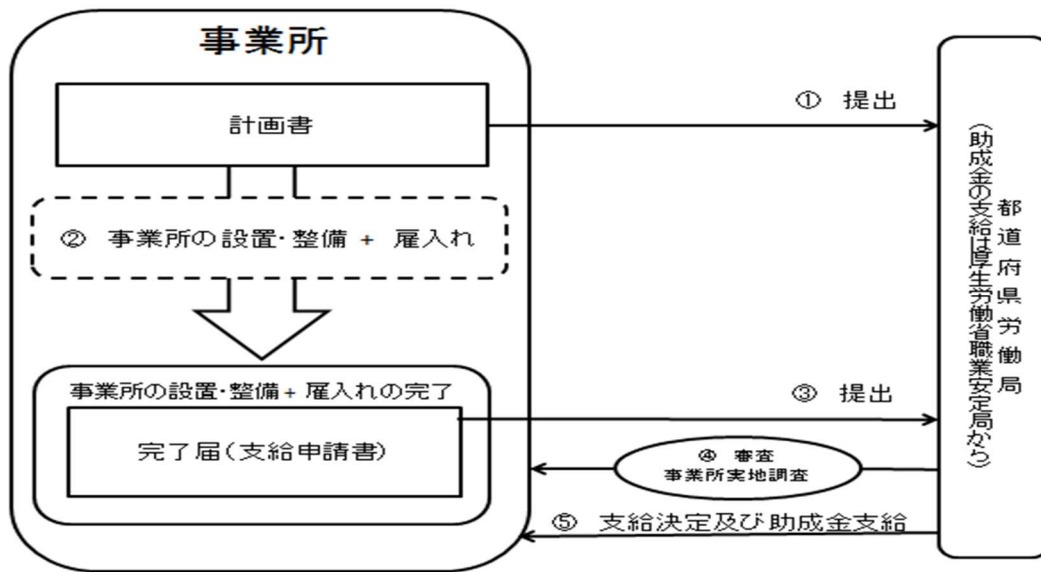 事業所
計画書
① 提出
② 事業所の設置・整備 + 雇入れ
事業所の設置・整備+雇入れの完了
完了届(支給申請書)
③ 提出
④ 審査
事業所実地調査
⑤ 支給決定及び助成金支給
都道府県労働局
(助成金の支給は厚生労働省職業安定局から)